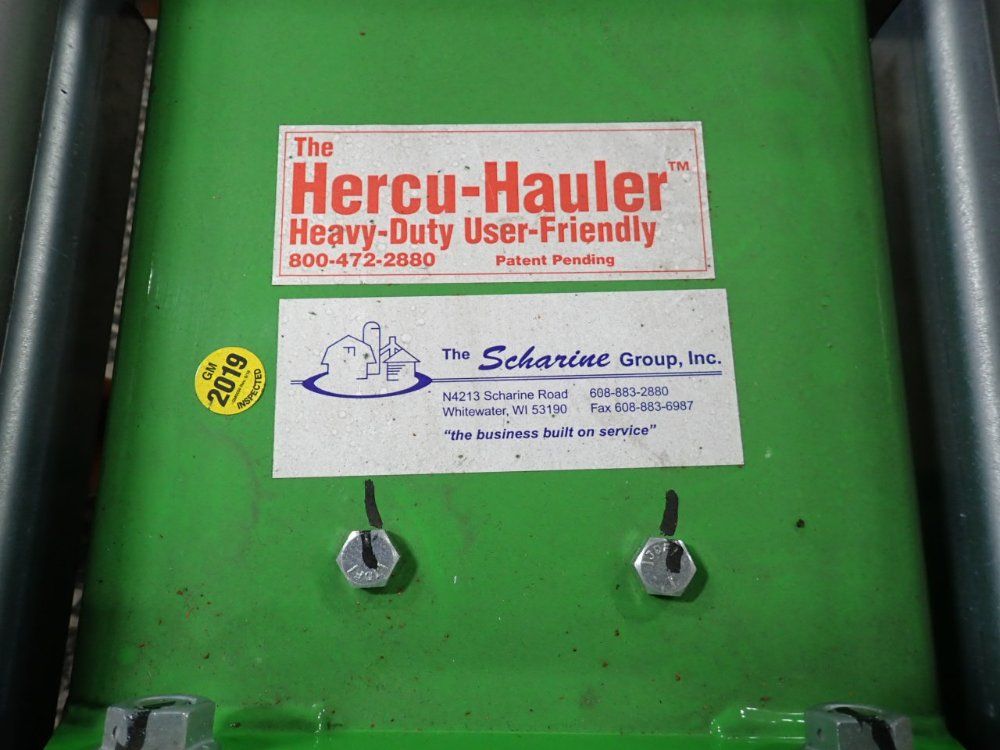 The
Hercu-Hauler™
Heavy-Duty User-Friendly
800-472-2880 Patent Pending
The Scharine Group, Inc.
N4213 Scharine Road 608-883-2880
Whitewater, WI 53190 Fax 608-883-6987
"the business built on service"
GM
2019
INSPECTED